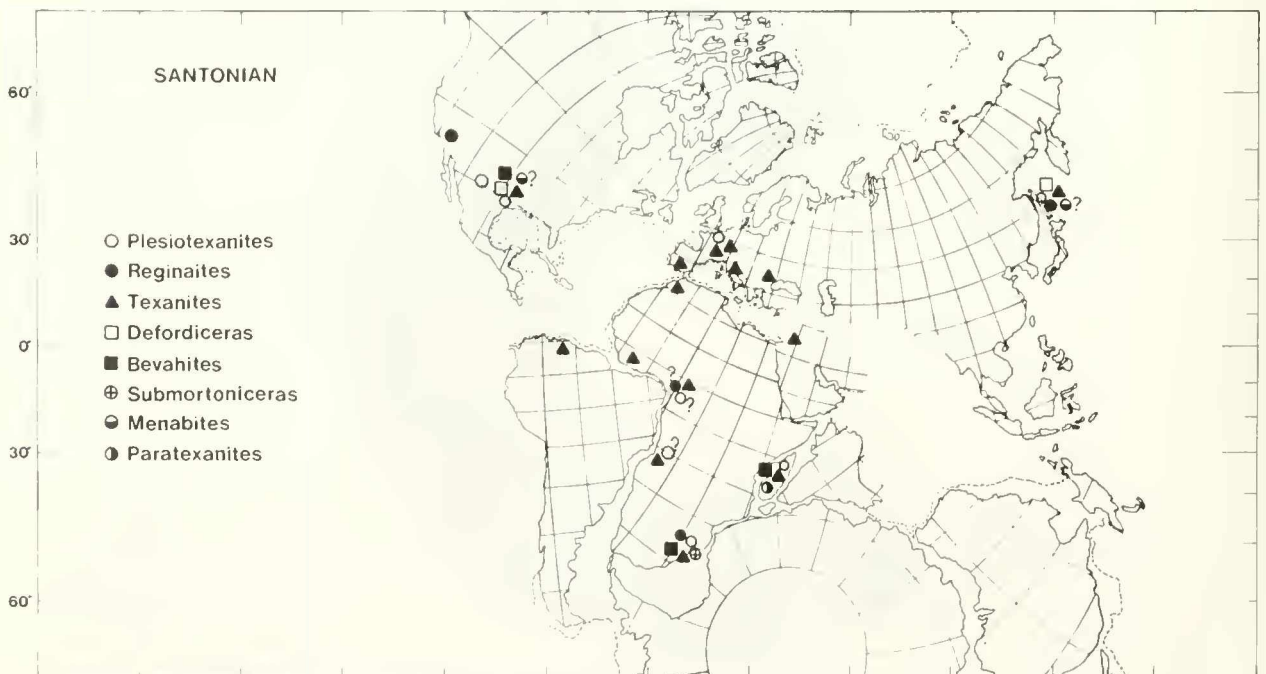 SANTONIAN
60°
30°
0°
30°
60°
Plesiotexanites
Reginaites
Texanites
Defordiceras
Bevahites
Submortoniceras
Menabites
Paratexanites
?
?
?
?
?